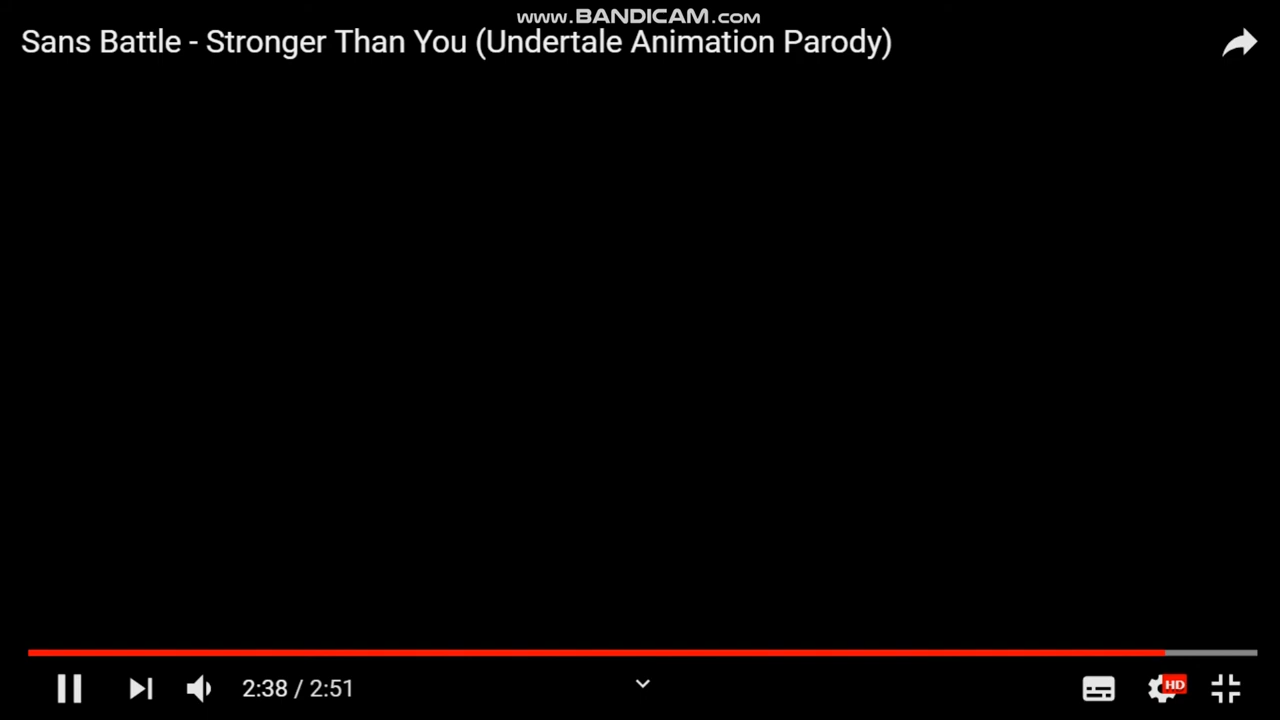 www.BANDICAM.com
Sans Battle - Stronger Than You (Undertale Animation Parody)
2:38 / 2:51
HD